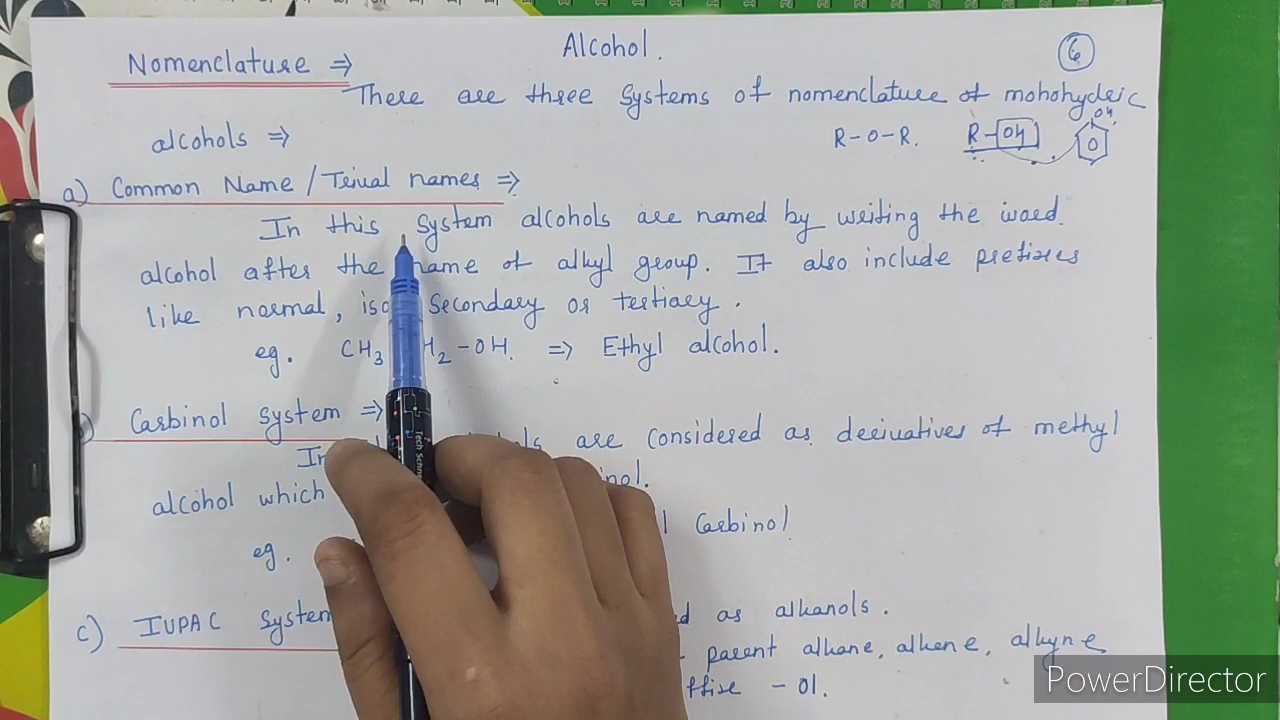 Alcohol.
6
Nomenclature ⇒
There are three systems of nomenclature of monohydric
alcohols ⇒
R-O-R. R-OH OH
a) Common Name / Trivial names ⇒
In this system alcohols are named by writing the word
alcohol after the name of alkyl group. It also include prefixes
like normal, iso secondary or tertiary.
eg. CH3 H2-OH. ⇒ Ethyl alcohol.
Carbinol system ⇒
In are considered as derivatives of methyl
alcohol which
eg. Carbinol
c) IUPAC System as alkanols.
parent alkane, alkene, alkyne
- ol.
Tech
PowerDirector